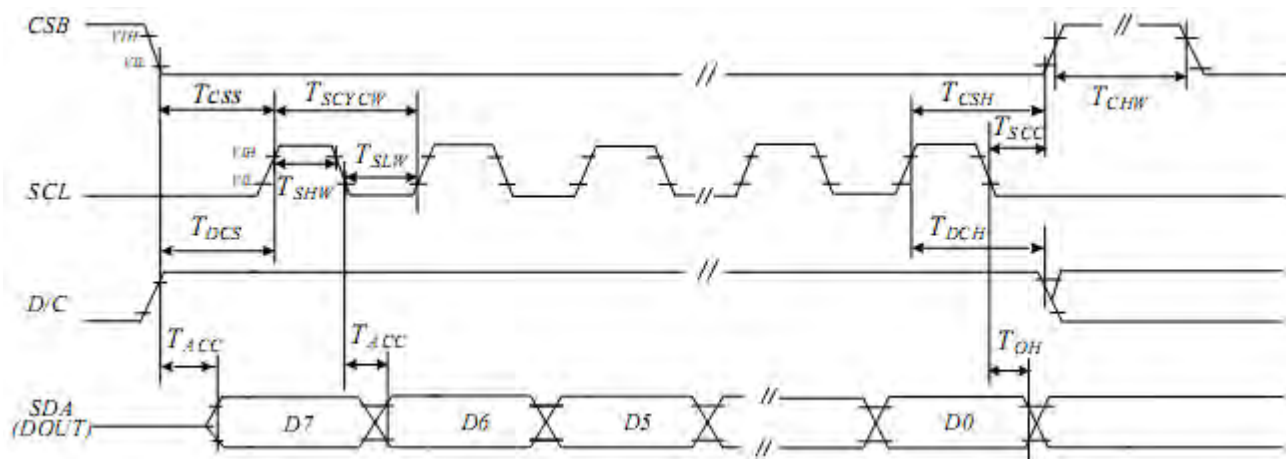 CSB
VIH
VIL
//
TCSS TSCYCW TCSH TCHW
TSCC
VIH TSLW
VIL TSHW
SCL
//
TDCS TDCH
//
D/C
TACC TACC TOH
SDA
(DOUT)
D7 D6 D5 // D0